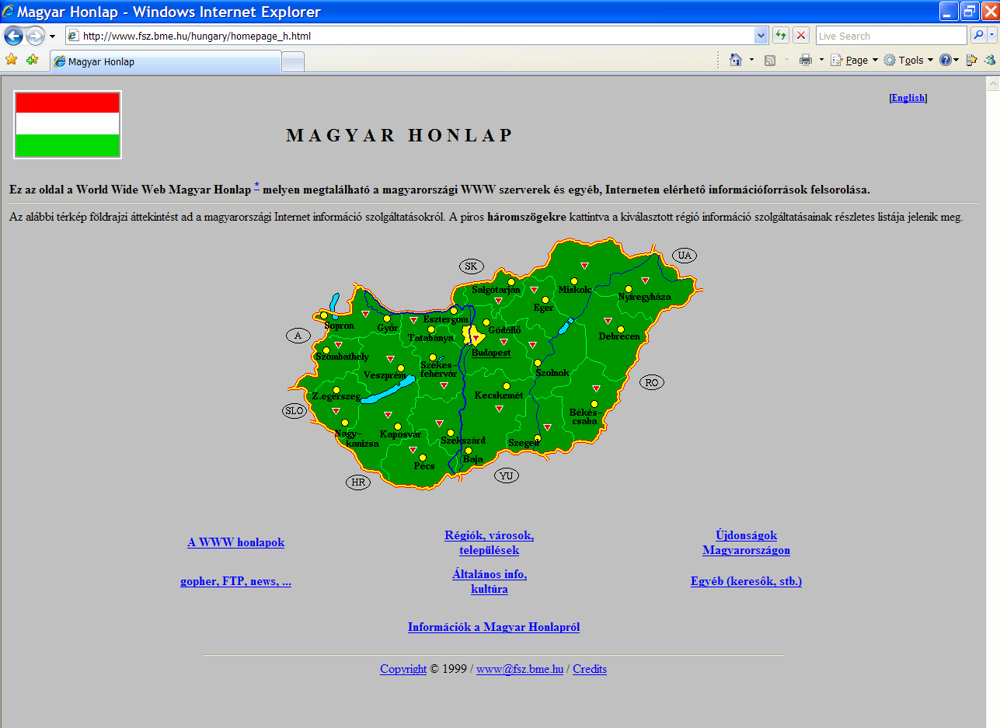 Magyar Honlap - Windows Internet Explorer
http://www.fsz.bme.hu/hungary/homepage_h.html
Live Search
Magyar Honlap
Page
Tools
[English]
MAGYAR HONLAP
Ez az oldal a World Wide Web Magyar Honlap * melyen megtalálható a magyarországi WWW szerverek és egyéb, Interneten elérhetô információforrások felsorolása.
Az alábbi térkép földrajzi áttekintést ad a magyarországi Internet információ szolgáltatásokról. A piros háromszögekre kattintva a kiválasztott régió információ szolgáltatásainak részletes listája jelenik meg.
UA
SK
Salgótarján
Miskolc
Nyíregyháza
Eger
Sopron
Győr
Esztergom
Gödöllő
A
Tatabánya
Debrecen
Budapest
Szombathely
Székes-
fehérvár
Veszprém
Szolnok
RO
Z.egerszeg
Kecskemét
SLO
Békés-
csaba
Nagy-
kanizsa
Kaposvár
Szekszárd
Szeged
Baja
Pécs
HR
YU
A WWW honlapok
Régiók, városok,
települések
Újdonságok
Magyarországon
gopher, FTP, news, ...
Általános info,
kultúra
Egyéb (keresôk, stb.)
Információk a Magyar Honlapról
Copyright © 1999 / www@fsz.bme.hu / Credits